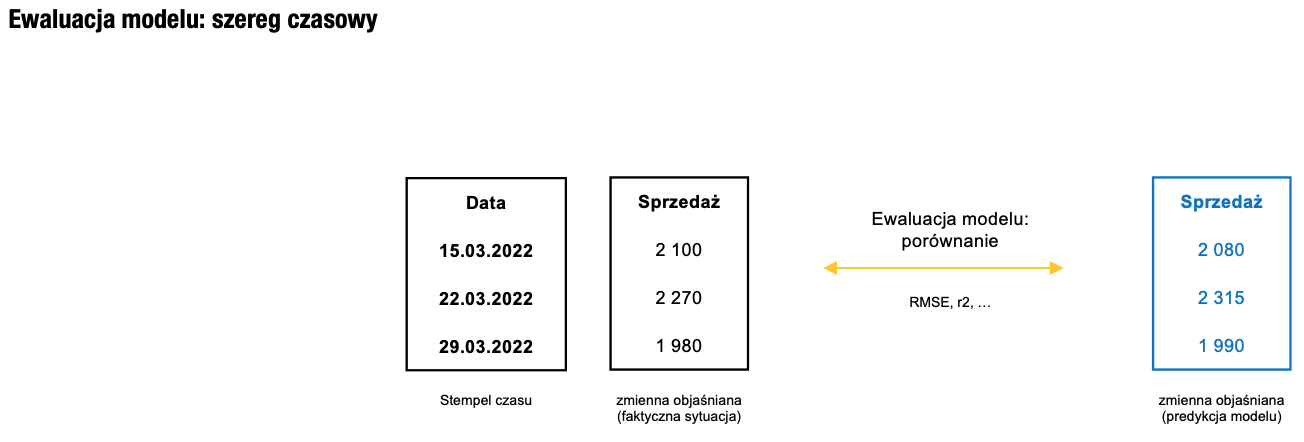 Ewaluacja modelu: szereg czasowy
Data
15.03.2022
22.03.2022
29.03.2022
Stempel czasu
Sprzedaż
2 100
2 270
1 980
zmienna objaśniana
(faktyczna sytuacja)
Ewaluacja modelu:
porównanie
RMSE, r2, …
Sprzedaż
2 080
2 315
1 990
zmienna objaśniana
(predykcja modelu)